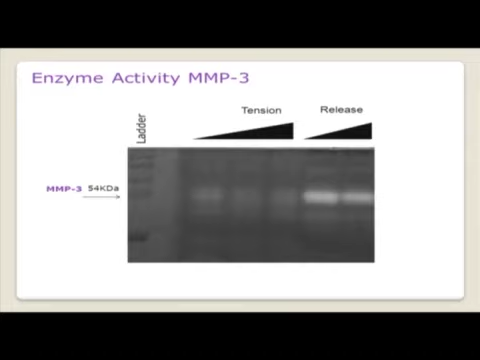 Enzyme Activity MMP-3
Tension
Release
Ladder
MMP-3 54KDa